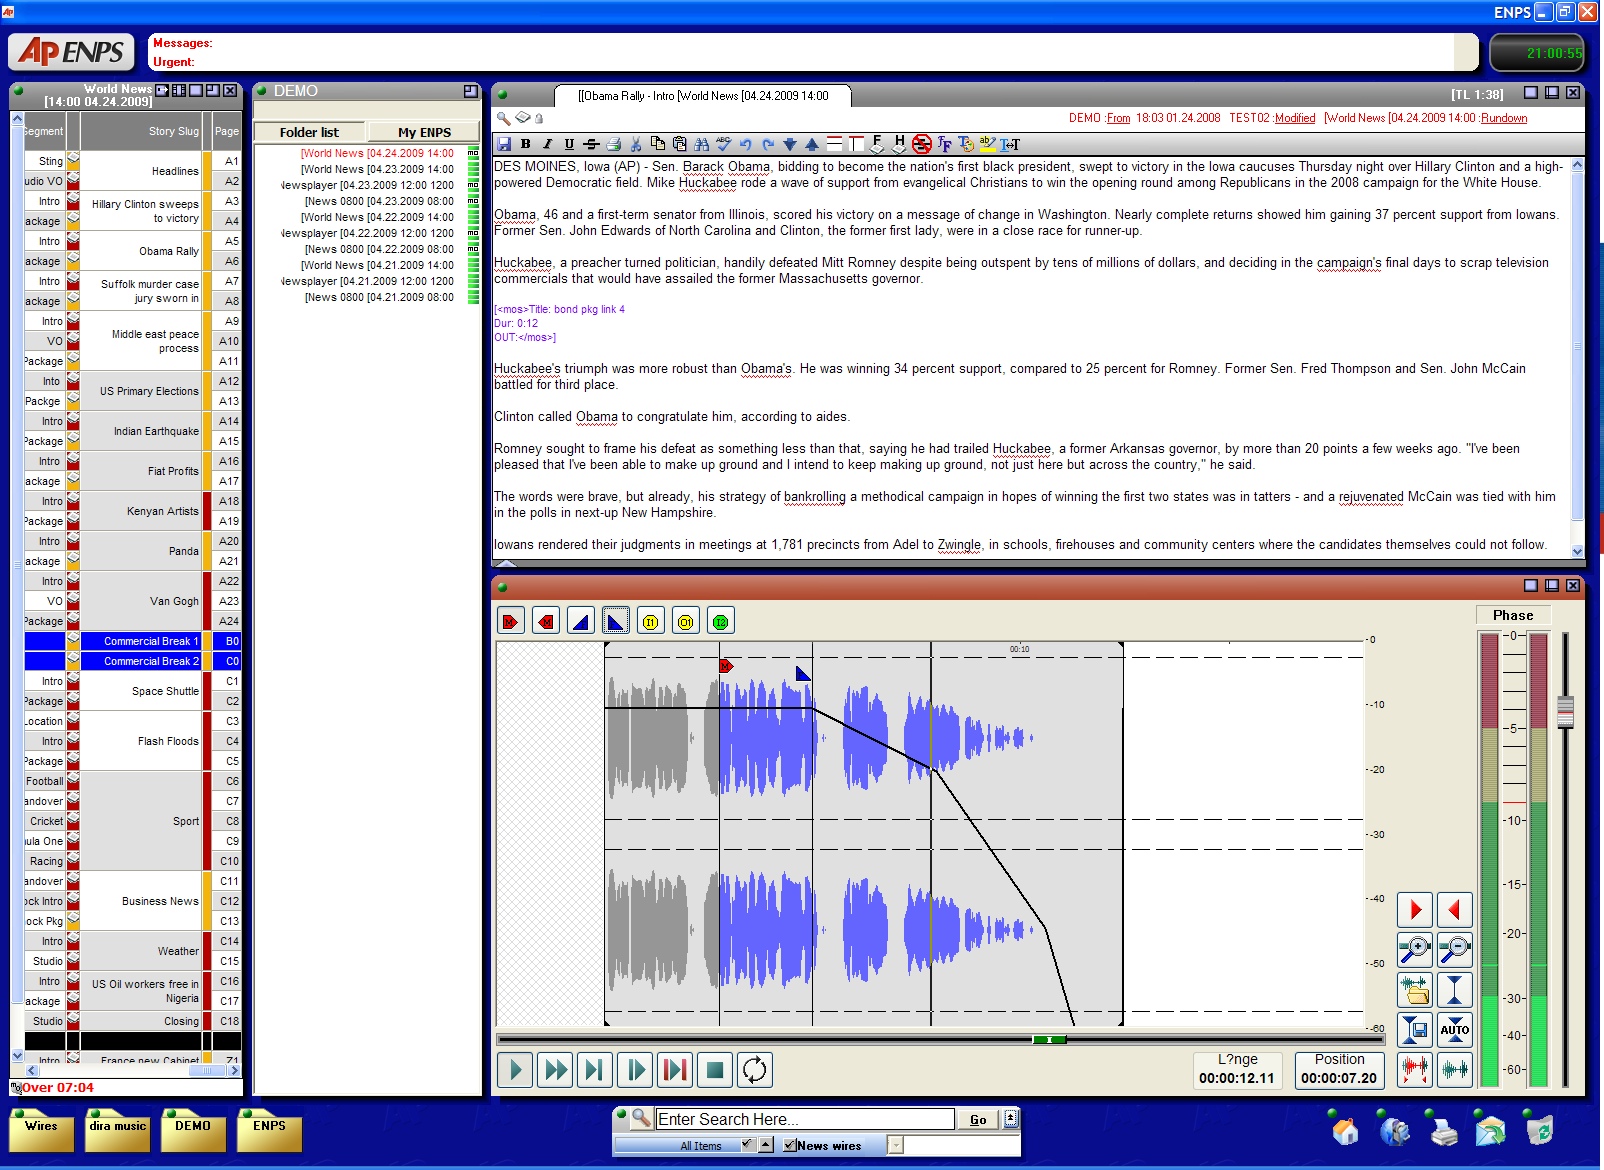 ENPS
AP ENPS
Messages:
Urgent:
21:00:55
World News
[14:00 04.24.2009]
Segment Story Slug Page
Sting Headlines A1
udio VO A2
Intro Hillary Clinton sweeps to victory A3
ackage A4
Intro Obama Rally A5
ackage A6
Intro Suffolk murder case jury sworn in A7
ackage A8
Intro Middle east peace process A9
VO A10
Package A11
Into US Primary Elections A12
Packge A13
Intro Indian Earthquake A14
Package A15
Intro Fiat Profits A16
ackage A17
Intro Kenyan Artists A18
Package A19
Intro Panda A20
ackage A21
Intro Van Gogh A22
VO A23
Package A24
Commercial Break 1 B0
Commercial Break 2 C0
Intro Space Shuttle C1
Package C2
Location Flash Floods C3
Intro C4
Package C5
Football Sport C6
andover C7
Cricket C8
ula One C9
Racing C10
andover Business News C11
ock Intro C12
ock Pkg C13
Intro Weather C14
Studio C15
Intro US Oil workers free in Nigeria C16
ackage C17
Studio Closing C18
Intro France new Cabinet Z1
Over 07:04
DEMO
Folder list My ENPS
[World News [04.24.2009 14:00
[World News [04.23.2009 14:00
Newsplayer [04.23.2009 12:00 1200
[News 0800 [04.23.2009 08:00
[World News [04.22.2009 14:00
Newsplayer [04.22.2009 12:00 1200
[News 0800 [04.22.2009 08:00
[World News [04.21.2009 14:00
Newsplayer [04.21.2009 12:00 1200
[News 0800 [04.21.2009 08:00
[[Obama Rally - Intro [World News [04.24.2009 14:00
[TL 1:38]
DEMO :From 18:03 01.24.2008 TEST02 :Modified [World News [04.24.2009 14:00 :Rundown
DES MOINES, Iowa (AP) - Sen. Barack Obama, bidding to become the nation's first black president, swept to victory in the Iowa caucuses Thursday night over Hillary Clinton and a high-
powered Democratic field. Mike Huckabee rode a wave of support from evangelical Christians to win the opening round among Republicans in the 2008 campaign for the White House.
Obama, 46 and a first-term senator from Illinois, scored his victory on a message of change in Washington. Nearly complete returns showed him gaining 37 percent support from Iowans.
Former Sen. John Edwards of North Carolina and Clinton, the former first lady, were in a close race for runner-up.
Huckabee, a preacher turned politician, handily defeated Mitt Romney despite being outspent by tens of millions of dollars, and deciding in the campaign's final days to scrap television
commercials that would have assailed the former Massachusetts governor.
[<mos>Title: bond pkg link 4
Dur: 0:12
OUT:</mos>]
Huckabee's triumph was more robust than Obama's. He was winning 34 percent support, compared to 25 percent for Romney. Former Sen. Fred Thompson and Sen. John McCain
battled for third place.
Clinton called Obama to congratulate him, according to aides.
Romney sought to frame his defeat as something less than that, saying he had trailed Huckabee, a former Arkansas governor, by more than 20 points a few weeks ago. "I've been
pleased that I've been able to make up ground and I intend to keep making up ground, not just here but across the country," he said.
The words were brave, but already, his strategy of bankrolling a methodical campaign in hopes of winning the first two states was in tatters - and a rejuvenated McCain was tied with him
in the polls in next-up New Hampshire.
Iowans rendered their judgments in meetings at 1,781 precincts from Adel to Zwingle, in schools, firehouses and community centers where the candidates themselves could not follow.
M M I1 O1 I2
Phase
00:10
M
-0
-10
-20
-30
-40
-50
-60
-0-
-5-
-10-
-15-
-20-
-30-
-40-
-60-
AUTO
L?nge
00:00:12.11
Position
00:00:07.20
Wires
dira music
DEMO
ENPS
Enter Search Here...
Go
All Items
News wires